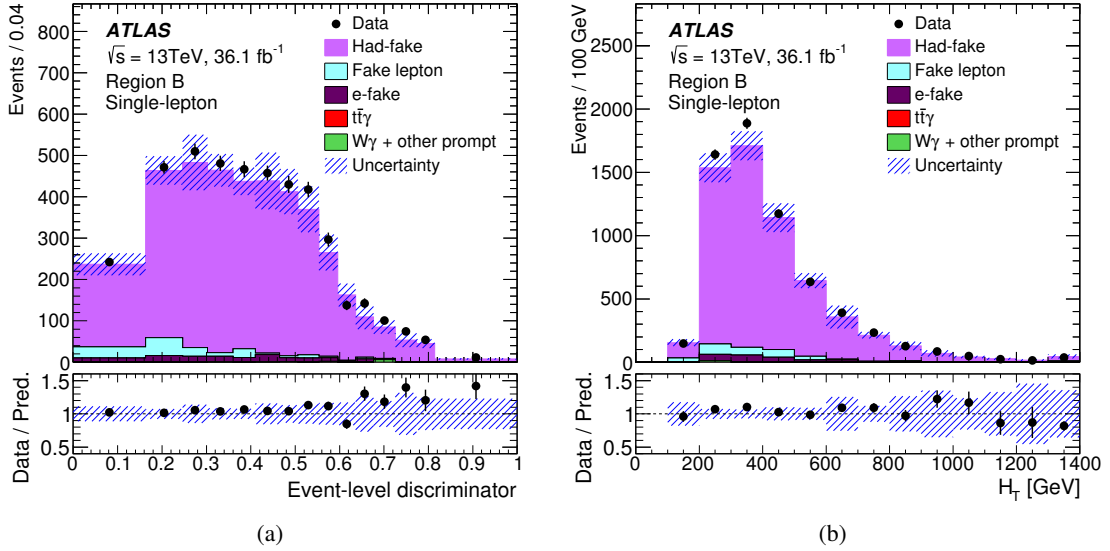 Events / 0.04
800
700
600
500
400
300
200
100
0
ATLAS
√s = 13TeV, 36.1 fb⁻¹
Region B
Single-lepton
Data
Had-fake
Fake lepton
e-fake
tt̄γ
Wγ + other prompt
Uncertainty
Data / Pred.
1.5
1
0.5
0 0.1 0.2 0.3 0.4 0.5 0.6 0.7 0.8 0.9 1
Event-level discriminator
(a)
Events / 100 GeV
2500
2000
1500
1000
500
0
ATLAS
√s = 13TeV, 36.1 fb⁻¹
Region B
Single-lepton
Data
Had-fake
Fake lepton
e-fake
tt̄γ
Wγ + other prompt
Uncertainty
Data / Pred.
1.5
1
0.5
0 200 400 600 800 1000 1200 1400
H_T [GeV]
(b)